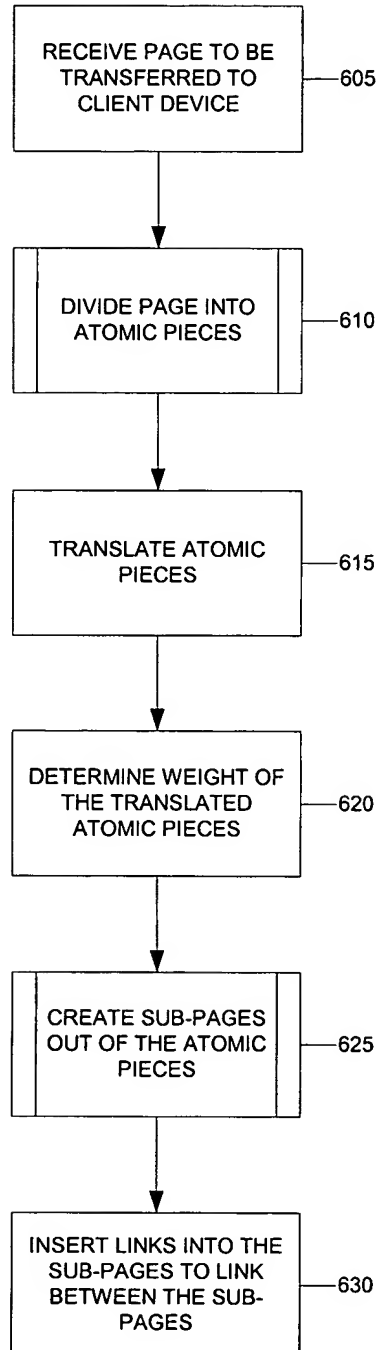 RECEIVE PAGE TO BE
TRANSFERRED TO
CLIENT DEVICE
605
DIVIDE PAGE INTO
ATOMIC PIECES
610
TRANSLATE ATOMIC
PIECES
615
DETERMINE WEIGHT OF
THE TRANSLATED
ATOMIC PIECES
620
CREATE SUB-PAGES
OUT OF THE ATOMIC
PIECES
625
INSERT LINKS INTO THE
SUB-PAGES TO LINK
BETWEEN THE SUB-
PAGES
630